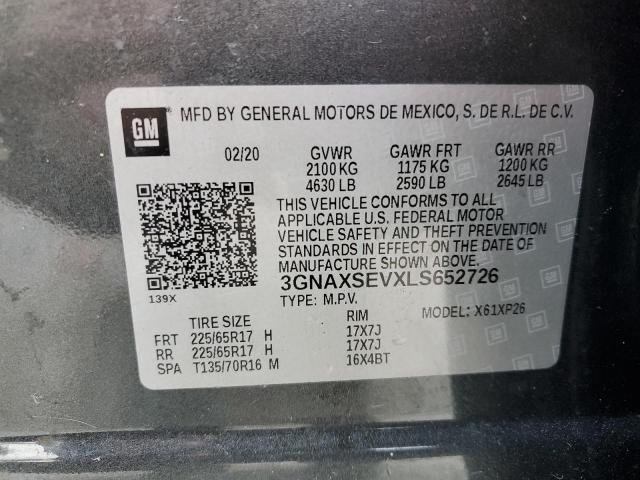 GM ® MFD BY GENERAL MOTORS DE MEXICO, S. DE R.L. DE C.V.
02/20 GVWR GAWR FRT GAWR RR
2100 KG 1175 KG 1200 KG
4630 LB 2590 LB 2645 LB
THIS VEHICLE CONFORMS TO ALL
APPLICABLE U.S. FEDERAL MOTOR
VEHICLE SAFETY AND THEFT PREVENTION
STANDARDS IN EFFECT ON THE DATE OF
MANUFACTURE SHOWN ABOVE.
3GNAXSEVXLS652726
139X
TYPE: M.P.V. MODEL: X61XP26
TIRE SIZE RIM
FRT 225/65R17 H 17X7J
RR 225/65R17 H 17X7J
SPA T135/70R16 M 16X4BT